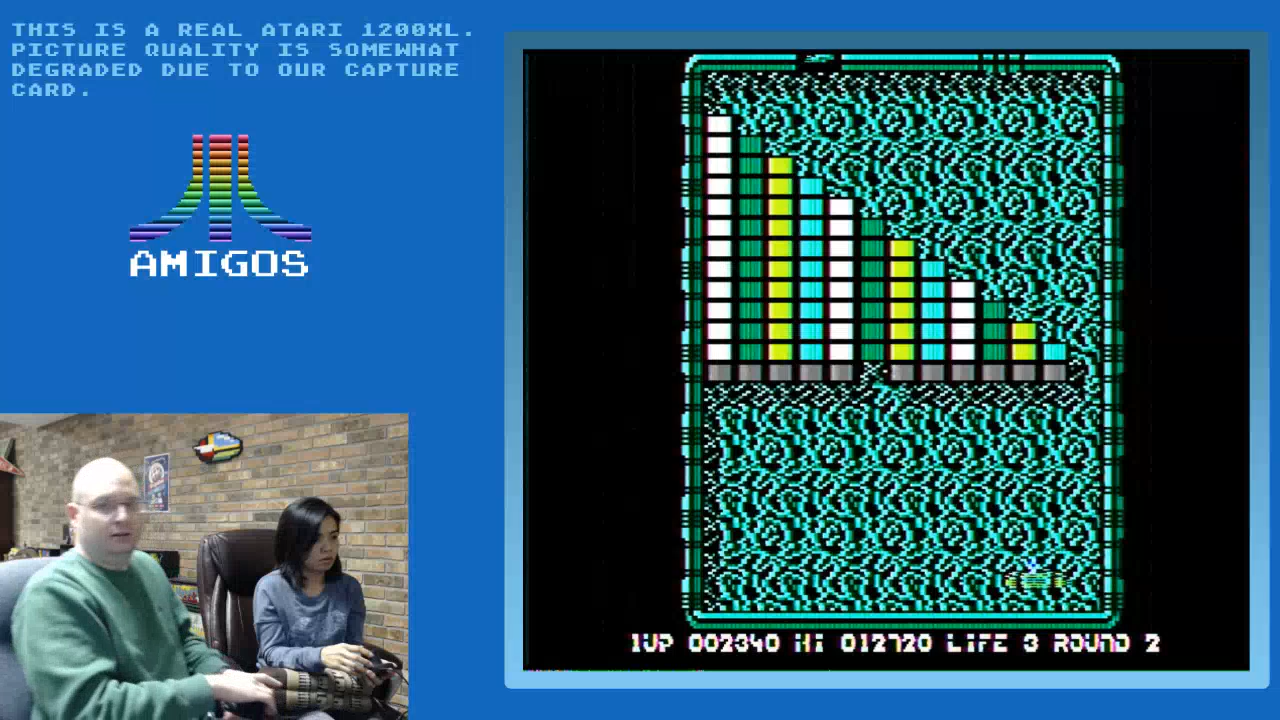 THIS IS A REAL ATARI 1200XL.
PICTURE QUALITY IS SOMEWHAT
DEGRADED DUE TO OUR CAPTURE
CARD.
AMIGOS
1UP 002340 HI 012720 LIFE 3 ROUND 2